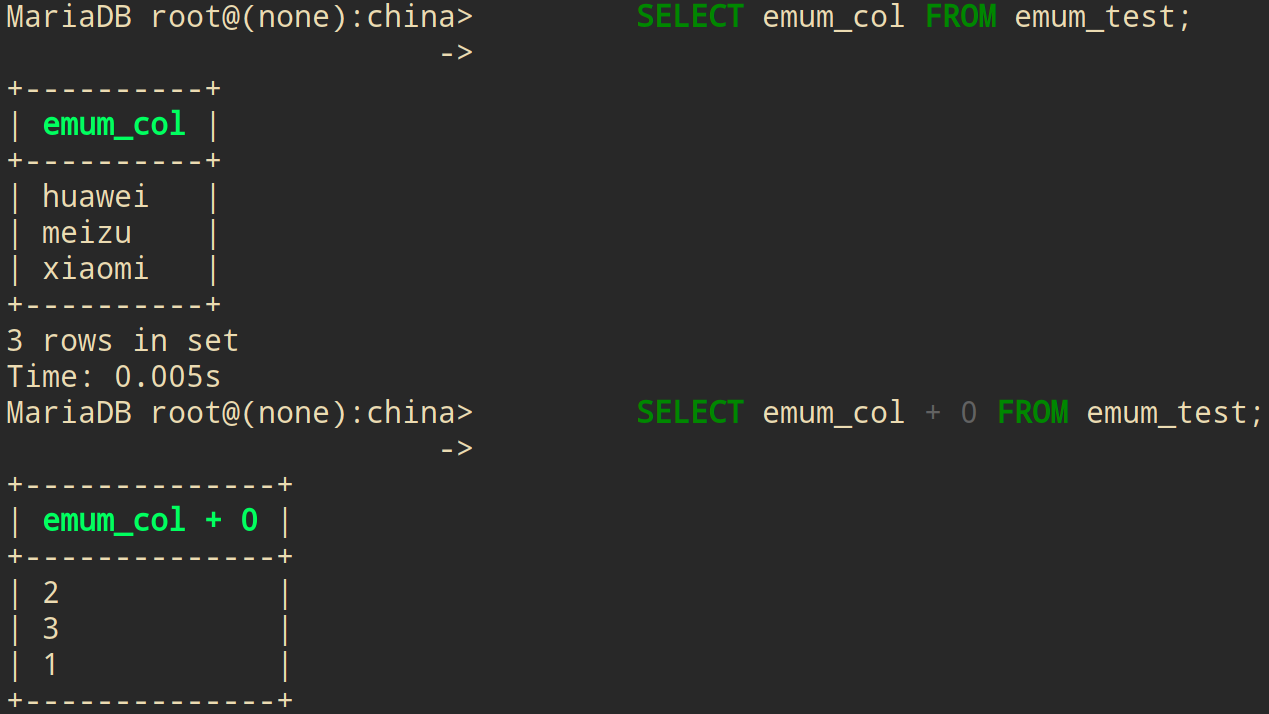 MariaDB root@(none):china>         SELECT emum_col FROM emum_test;
                        ->
+----------+
| emum_col |
+----------+
| huawei   |
| meizu    |
| xiaomi   |
+----------+
3 rows in set
Time: 0.005s
MariaDB root@(none):china>         SELECT emum_col + 0 FROM emum_test;
                        ->
+--------------+
| emum_col + 0 |
+--------------+
| 2            |
| 3            |
| 1            |
+--------------+